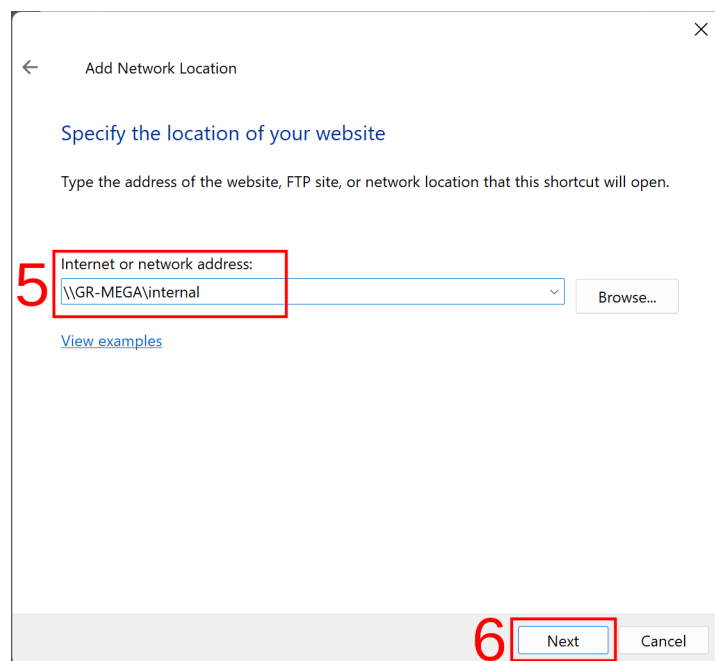 Add Network Location
Specify the location of your website
Type the address of the website, FTP site, or network location that this shortcut will open.
Internet or network address:
5
\\GR-MEGA\internal
Browse...
View examples
6
Next
Cancel